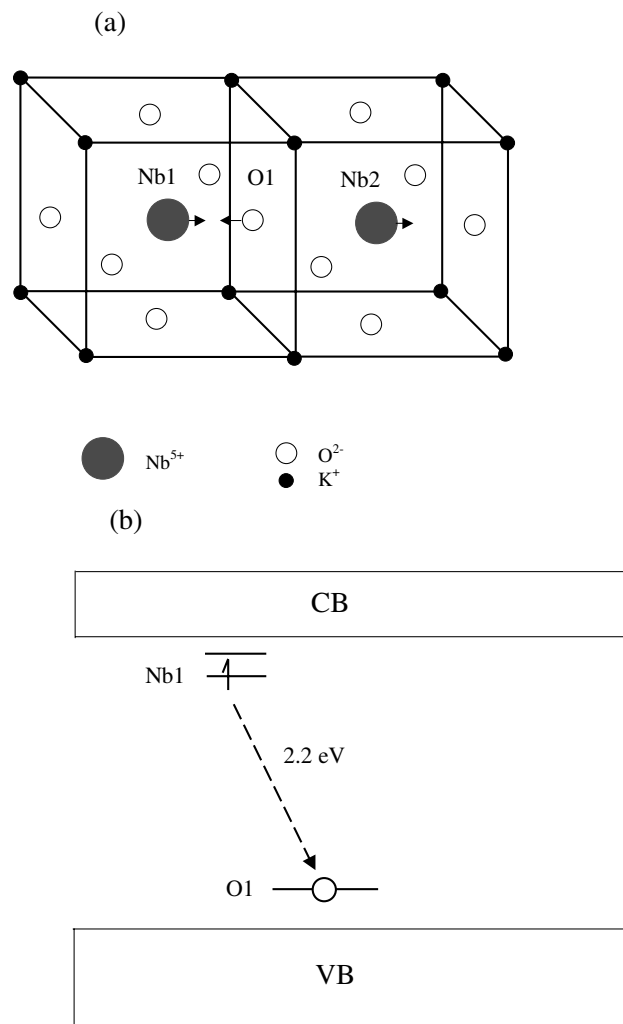 (a)
Nb1 O1 Nb2
Nb⁵⁺ O²⁻
K⁺
(b)
CB
Nb1
2.2 eV
O1
VB